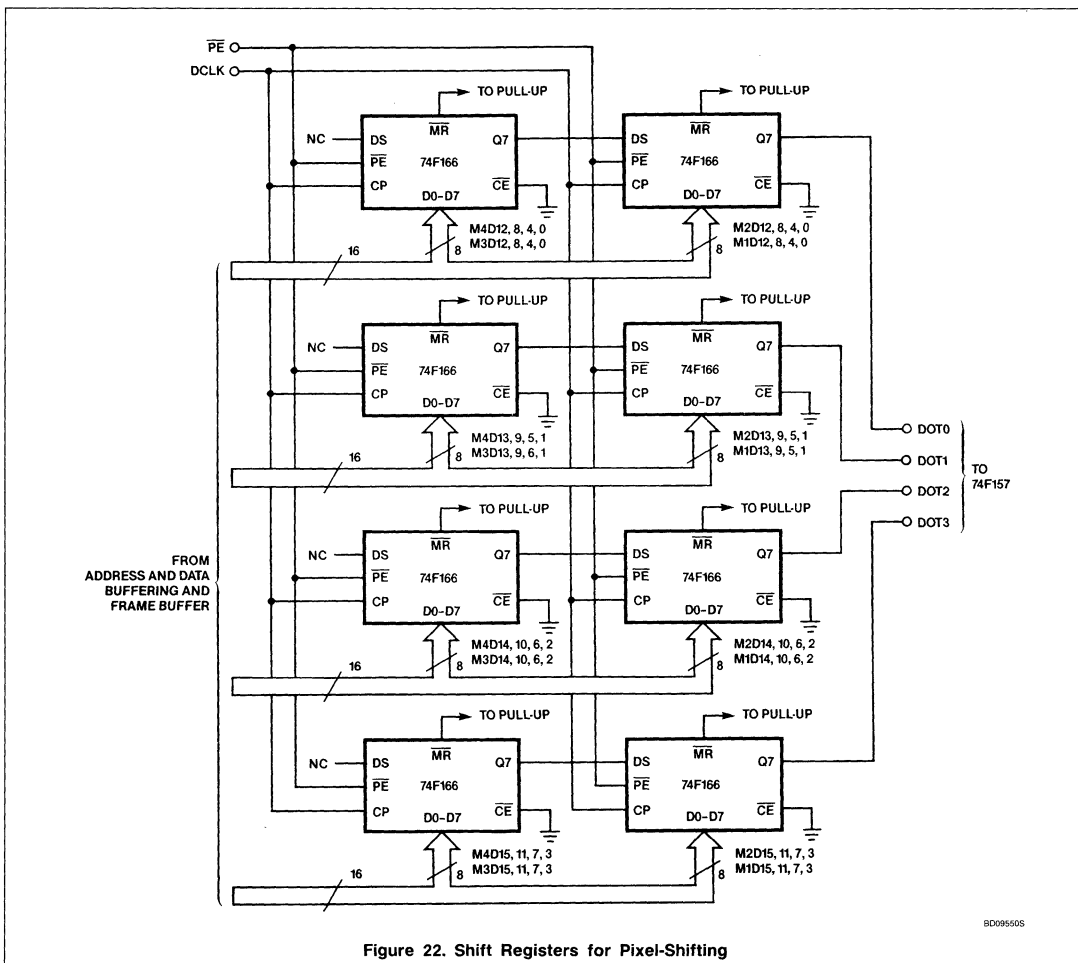 PE
DCLK
TO PULL-UP
TO PULL-UP
NC
DS
MR
Q7
PE
74F166
CP
CE
D0-D7
DS
MR
Q7
PE
74F166
CP
CE
D0-D7
16
8
M4D12, 8, 4, 0
M3D12, 8, 4, 0
8
M2D12, 8, 4, 0
M1D12, 8, 4, 0
TO PULL-UP
TO PULL-UP
NC
DS
MR
Q7
PE
74F166
CP
CE
D0-D7
DS
MR
Q7
PE
74F166
CP
CE
D0-D7
16
8
M4D13, 9, 5, 1
M3D13, 9, 6, 1
8
M2D13, 9, 5, 1
M1D13, 9, 5, 1
DOT0
DOT1
DOT2
DOT3
TO
74F157
TO PULL-UP
TO PULL-UP
FROM
ADDRESS AND DATA
BUFFERING AND
FRAME BUFFER
NC
DS
MR
Q7
PE
74F166
CP
CE
D0-D7
DS
MR
Q7
PE
74F166
CP
CE
D0-D7
16
8
M4D14, 10, 6, 2
M3D14, 10, 6, 2
8
M2D14, 10, 6, 2
M1D14, 10, 6, 2
TO PULL-UP
TO PULL-UP
NC
DS
MR
Q7
PE
74F166
CP
CE
D0-D7
DS
MR
Q7
PE
74F166
CP
CE
D0-D7
16
8
M4D15, 11, 7, 3
M3D15, 11, 7, 3
8
M2D15, 11, 7, 3
M1D15, 11, 7, 3
BD09550S
Figure 22. Shift Registers for Pixel-Shifting